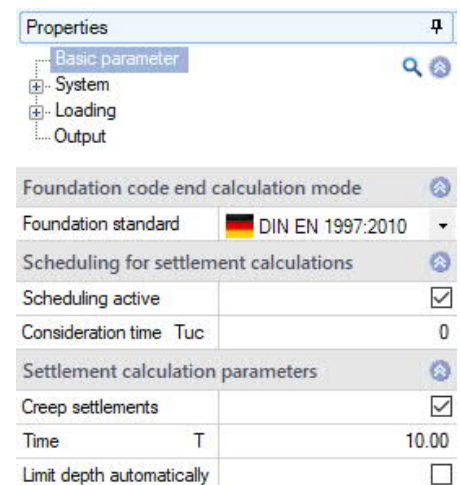 Properties
Basic parameter
System
Loading
Output
Foundation code end calculation mode
Foundation standard DIN EN 1997:2010
Scheduling for settlement calculations
Scheduling active
Consideration time Tuc 0
Settlement calculation parameters
Creep settlements
Time T 10.00
Limit depth automatically